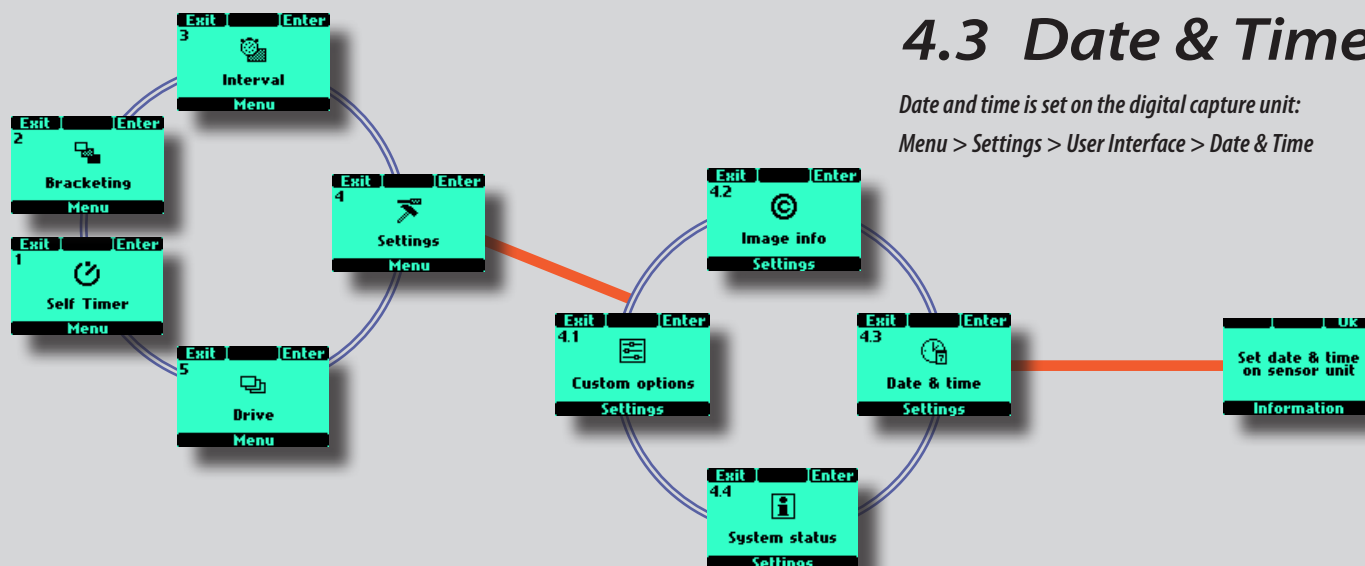 4.3 Date & Time
Date and time is set on the digital capture unit:
Menu > Settings > User Interface > Date & Time
Exit Enter
3
Interval
Menu
Exit Enter
2
Bracketing
Menu
Exit Enter
4
Settings
Menu
Exit Enter
1
Self Timer
Menu
Exit Enter
5
Drive
Menu
Exit Enter
4.2
©
Image info
Settings
Exit Enter
4.1
Custom options
Settings
Exit Enter
4.3
Date & time
Settings
Exit Enter
4.4
System status
Settings
Ok
Set date & time
on sensor unit
Information